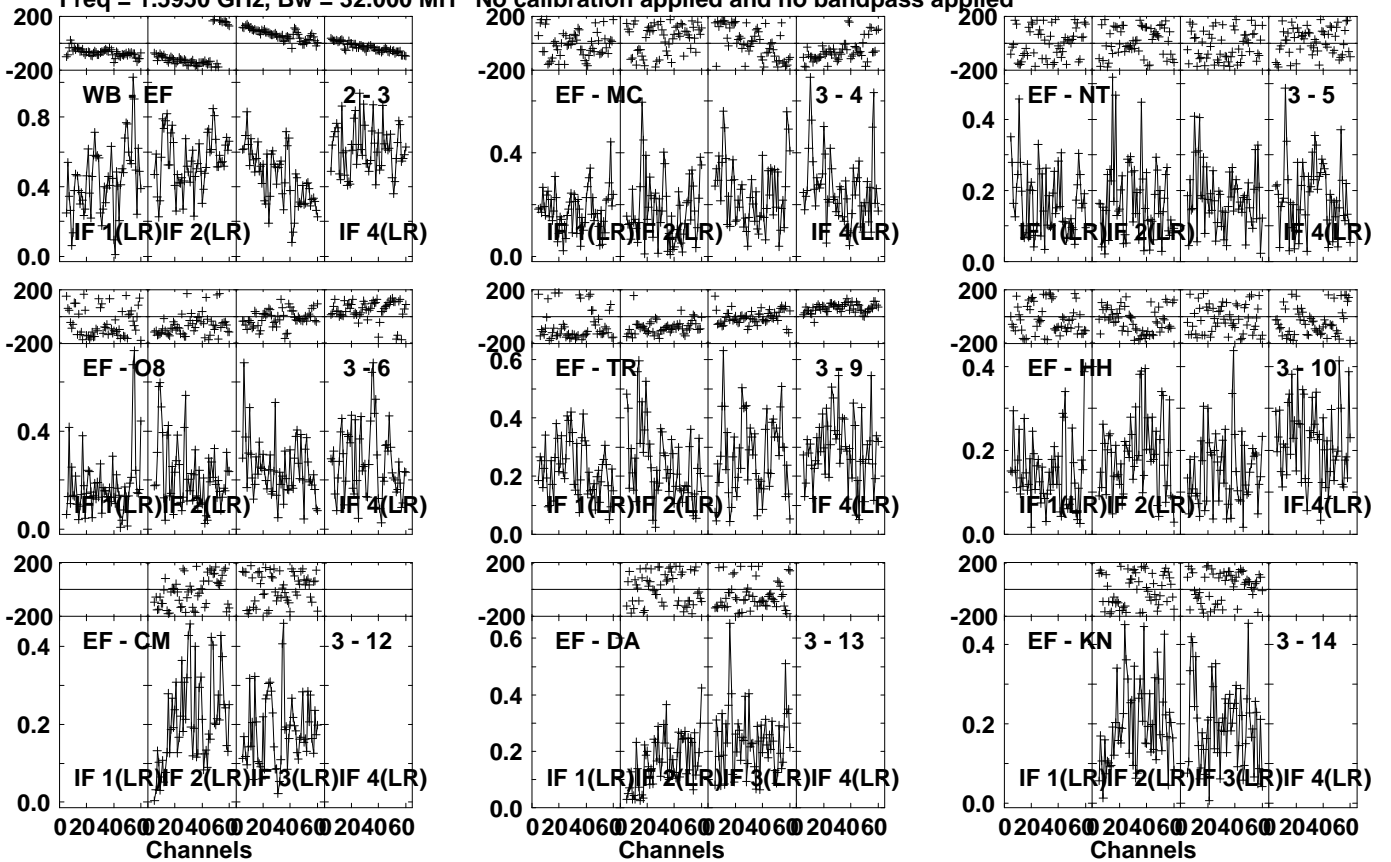 Freq = 1.5950 GHz, Bw = 32.000 MH No calibration applied and no bandpass applied
200
-200
WB - EF 2 - 3
0.8
0.4
0.0
IF 1(LR) IF 2(LR) IF 4(LR)
EF - MC 3 - 4
0.4
0.0
IF 1(LR) IF 2(LR) IF 4(LR)
EF - NT 3 - 5
0.4
0.2
0.0
IF 1(LR) IF 2(LR) IF 4(LR)
200
-200
EF - O8 3 - 6
0.4
0.0
IF 1(LR) IF 2(LR) IF 4(LR)
200
-200
EF - TR 3 - 9
0.6
0.4
0.2
0.0
IF 1(LR) IF 2(LR) IF 4(LR)
200
-200
EF - HH 3 - 10
0.4
0.2
0.0
IF 1(LR) IF 2(LR) IF 4(LR)
200
-200
EF - CM 3 - 12
0.4
0.2
0.0
IF 1(LR) IF 2(LR) IF 3(LR) IF 4(LR)
0 20 40 60 0 20 40 60 0 20 40 60 0 20 40 60
Channels
200
-200
EF - DA 3 - 13
0.6
0.4
0.2
0.0
IF 1(LR) IF 2(LR) IF 3(LR) IF 4(LR)
0 20 40 60 0 20 40 60 0 20 40 60 0 20 40 60
Channels
200
-200
EF - KN 3 - 14
0.4
0.2
0.0
IF 1(LR) IF 2(LR) IF 3(LR) IF 4(LR)
0 20 40 60 0 20 40 60 0 20 40 60 0 20 40 60
Channels